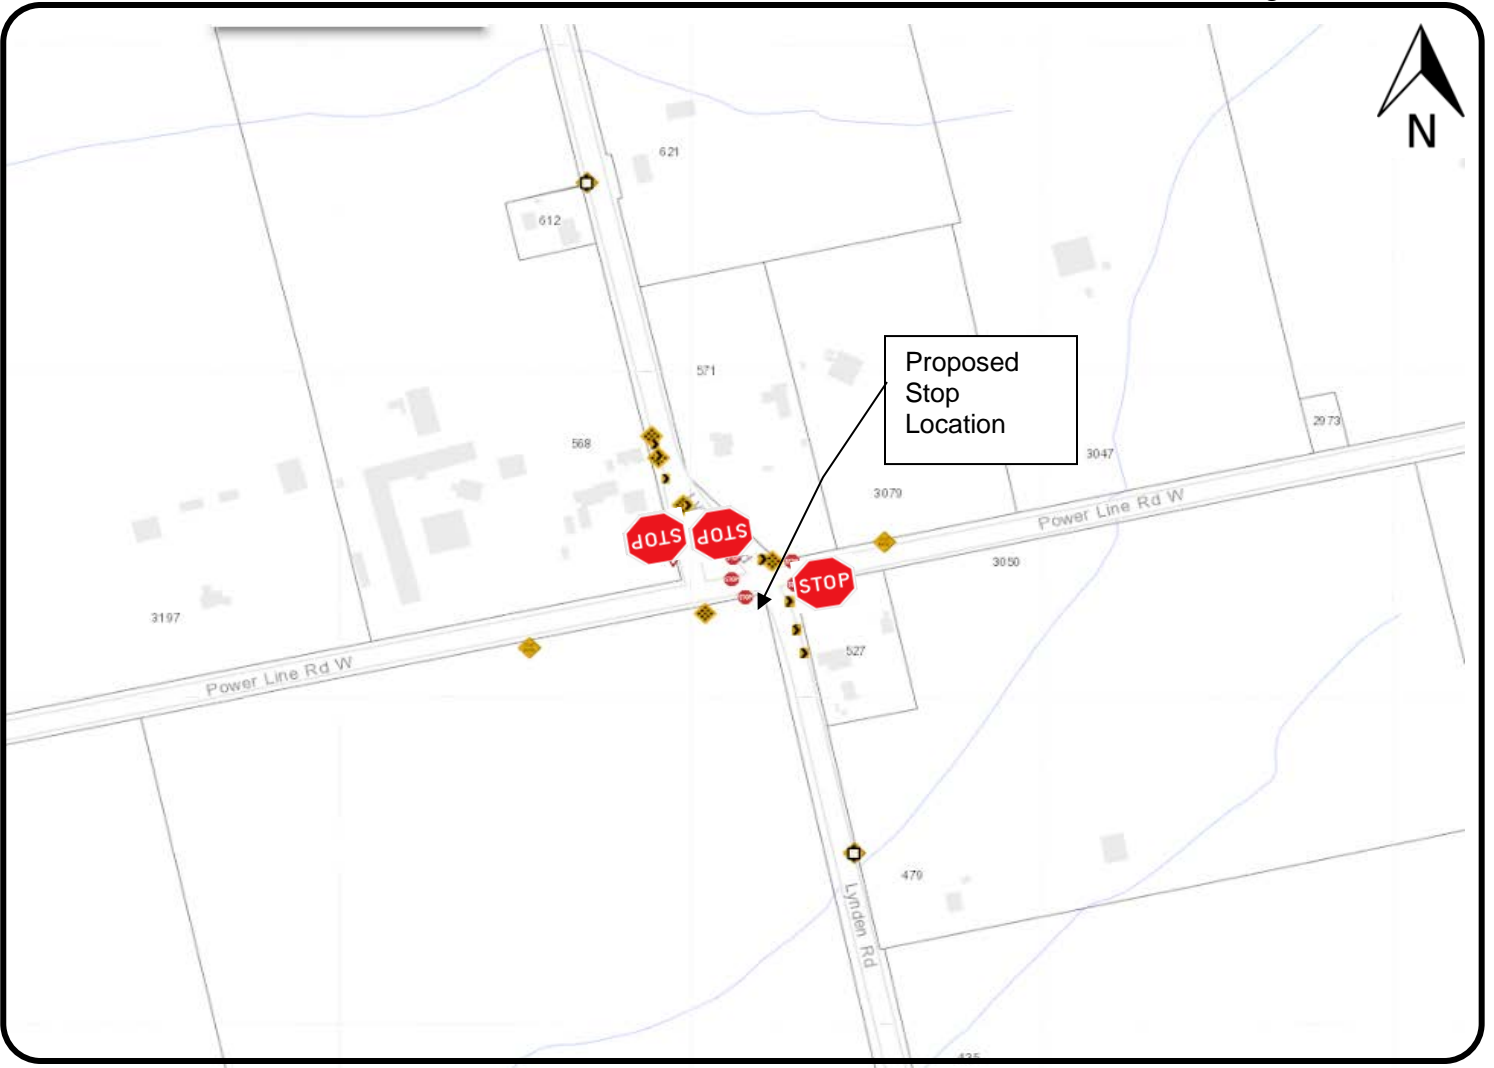 N
621
612
Proposed
Stop
Location
571
2973
568
3047
3079
Power Line Rd W
STOP
STOP
STOP
3050
3197
527
Power Line Rd W
479
Lynden Rd